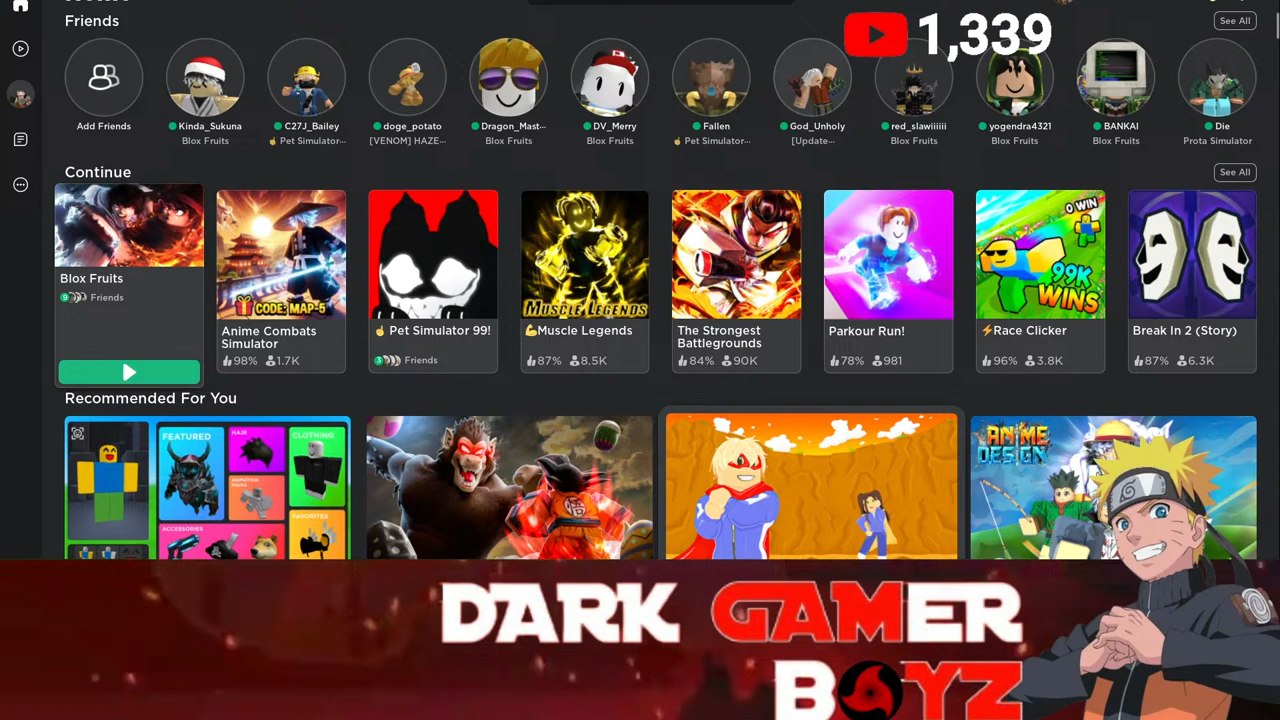 Friends
See All
1,339
Add Friends
Kinda_Sukuna
Blox Fruits
C27J_Bailey
Pet Simulator...
doge_potato
[VENOM] HAZE...
Dragon_Mast...
Blox Fruits
DV_Merry
Blox Fruits
Fallen
Pet Simulator...
God_Unholy
[Update...
red_slawiiiiii
Blox Fruits
yogendra4321
Blox Fruits
BANKAI
Blox Fruits
Die
Prota Simulator
Continue
See All
Blox Fruits
9 Friends
CODE: MAP-5
Anime Combats
Simulator
98% 1.7K
☝ Pet Simulator 99!
3 Friends
MUSCLE LEGENDS
💪Muscle Legends
87% 8.5K
The Strongest
Battlegrounds
84% 90K
Parkour Run!
78% 981
0 WIN
99K
WINS
⚡Race Clicker
96% 3.8K
Break In 2 (Story)
87% 6.3K
Recommended For You
FEATURED
HAIR
CLOTHING
ANIMATION
PACKS
ACCESSORIES
FAVORITES
ANIME
DESIGN
DARK GAMER
BOYZ